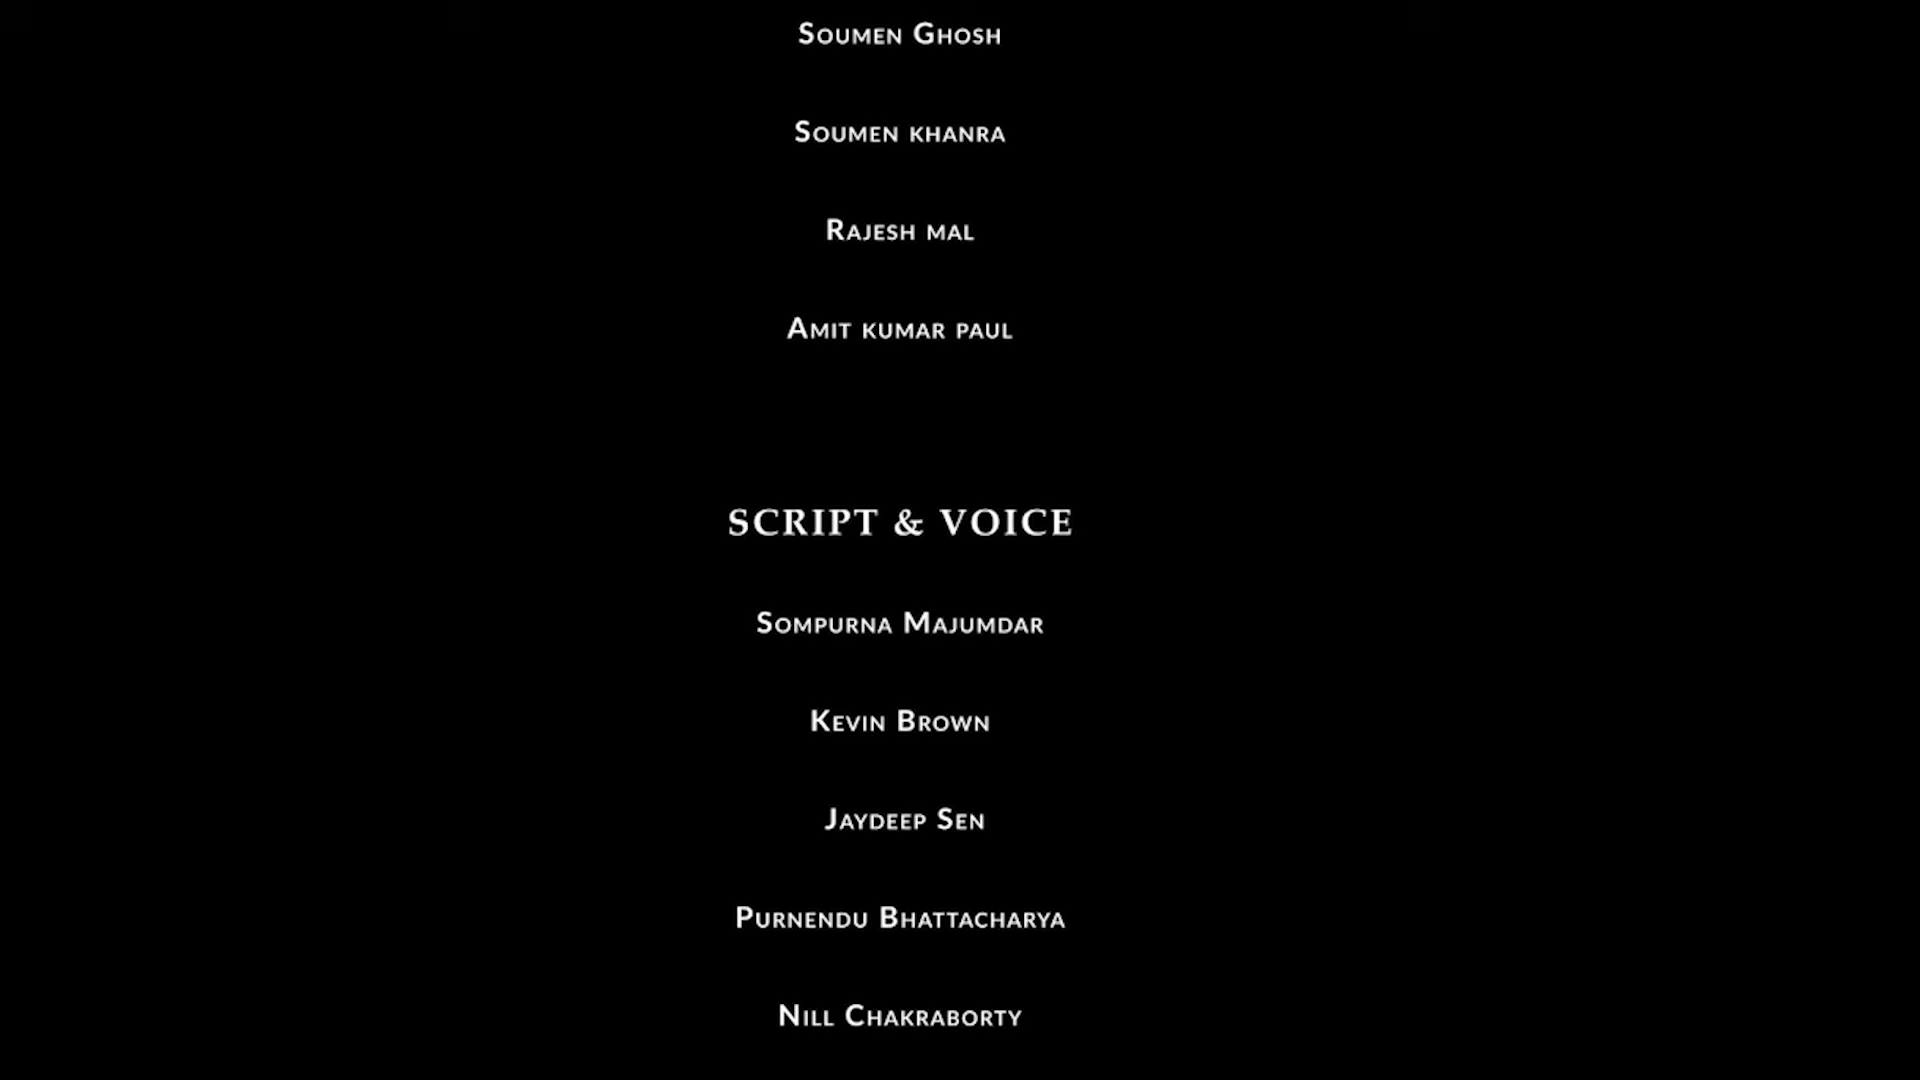 Soumen Ghosh
Soumen khanra
Rajesh mal
Amit kumar paul
SCRIPT & VOICE
Sompurna Majumdar
Kevin Brown
Jaydeep Sen
Purnendu Bhattacharya
Nill Chakraborty